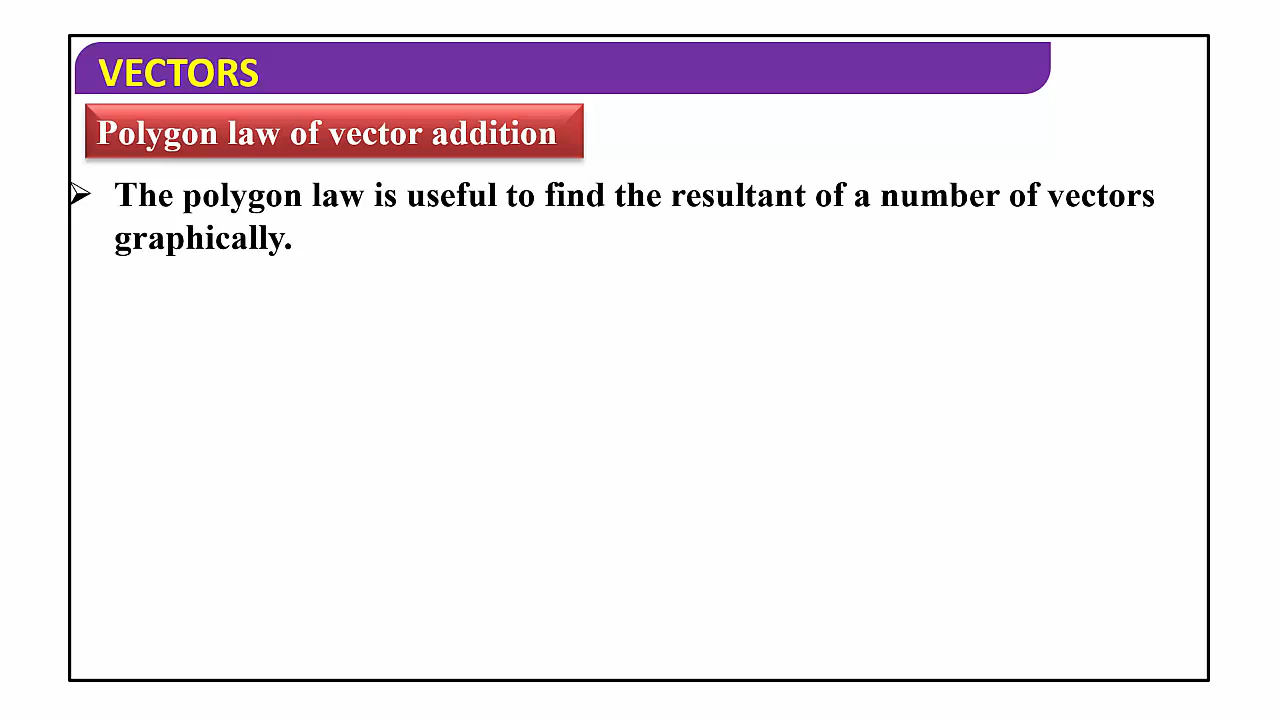 VECTORS
Polygon law of vector addition
➢ The polygon law is useful to find the resultant of a number of vectors
graphically.